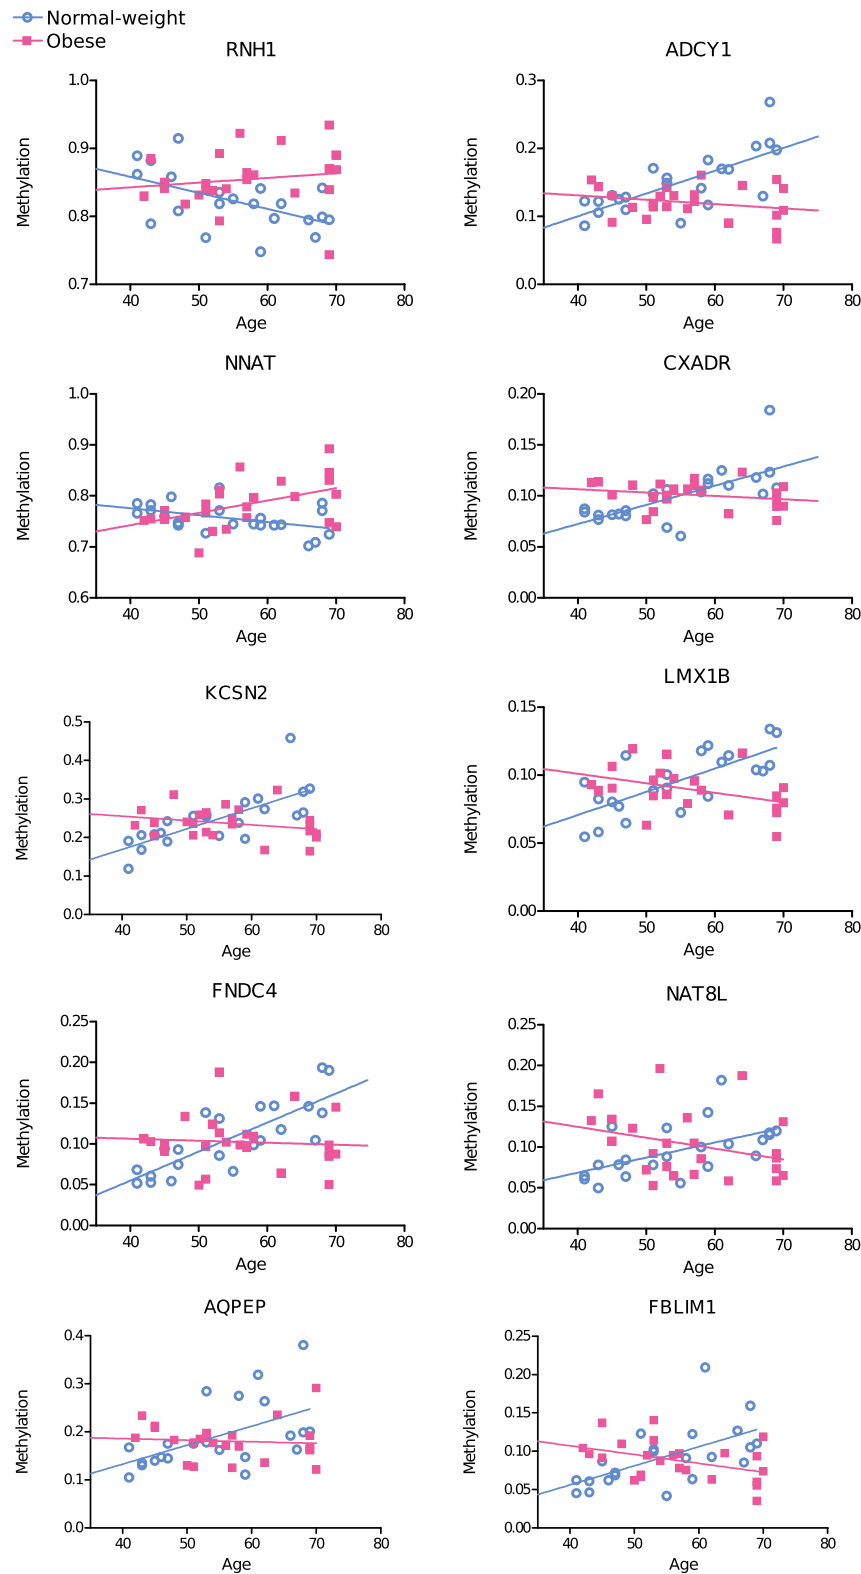 Normal-weight
Obese
RNH1
ADCY1
1.0
0.9
0.8
0.7
Methylation
40 50 60 70 80
Age
0.3
0.2
0.1
0.0
Methylation
40 50 60 70 80
Age
NNAT
CXADR
1.0
0.9
0.8
0.7
0.6
Methylation
40 50 60 70 80
Age
0.20
0.15
0.10
0.05
0.00
Methylation
40 50 60 70 80
Age
KCSN2
LMX1B
0.5
0.4
0.3
0.2
0.1
0.0
Methylation
40 50 60 70 80
Age
0.15
0.10
0.05
0.00
Methylation
40 50 60 70 80
Age
FNDC4
NAT8L
0.25
0.20
0.15
0.10
0.05
0.00
Methylation
40 50 60 70 80
Age
0.25
0.20
0.15
0.10
0.05
0.00
Methylation
40 50 60 70 80
Age
AQPEP
FBLIM1
0.4
0.3
0.2
0.1
0.0
Methylation
40 50 60 70 80
Age
0.25
0.20
0.15
0.10
0.05
0.00
Methylation
40 50 60 70 80
Age